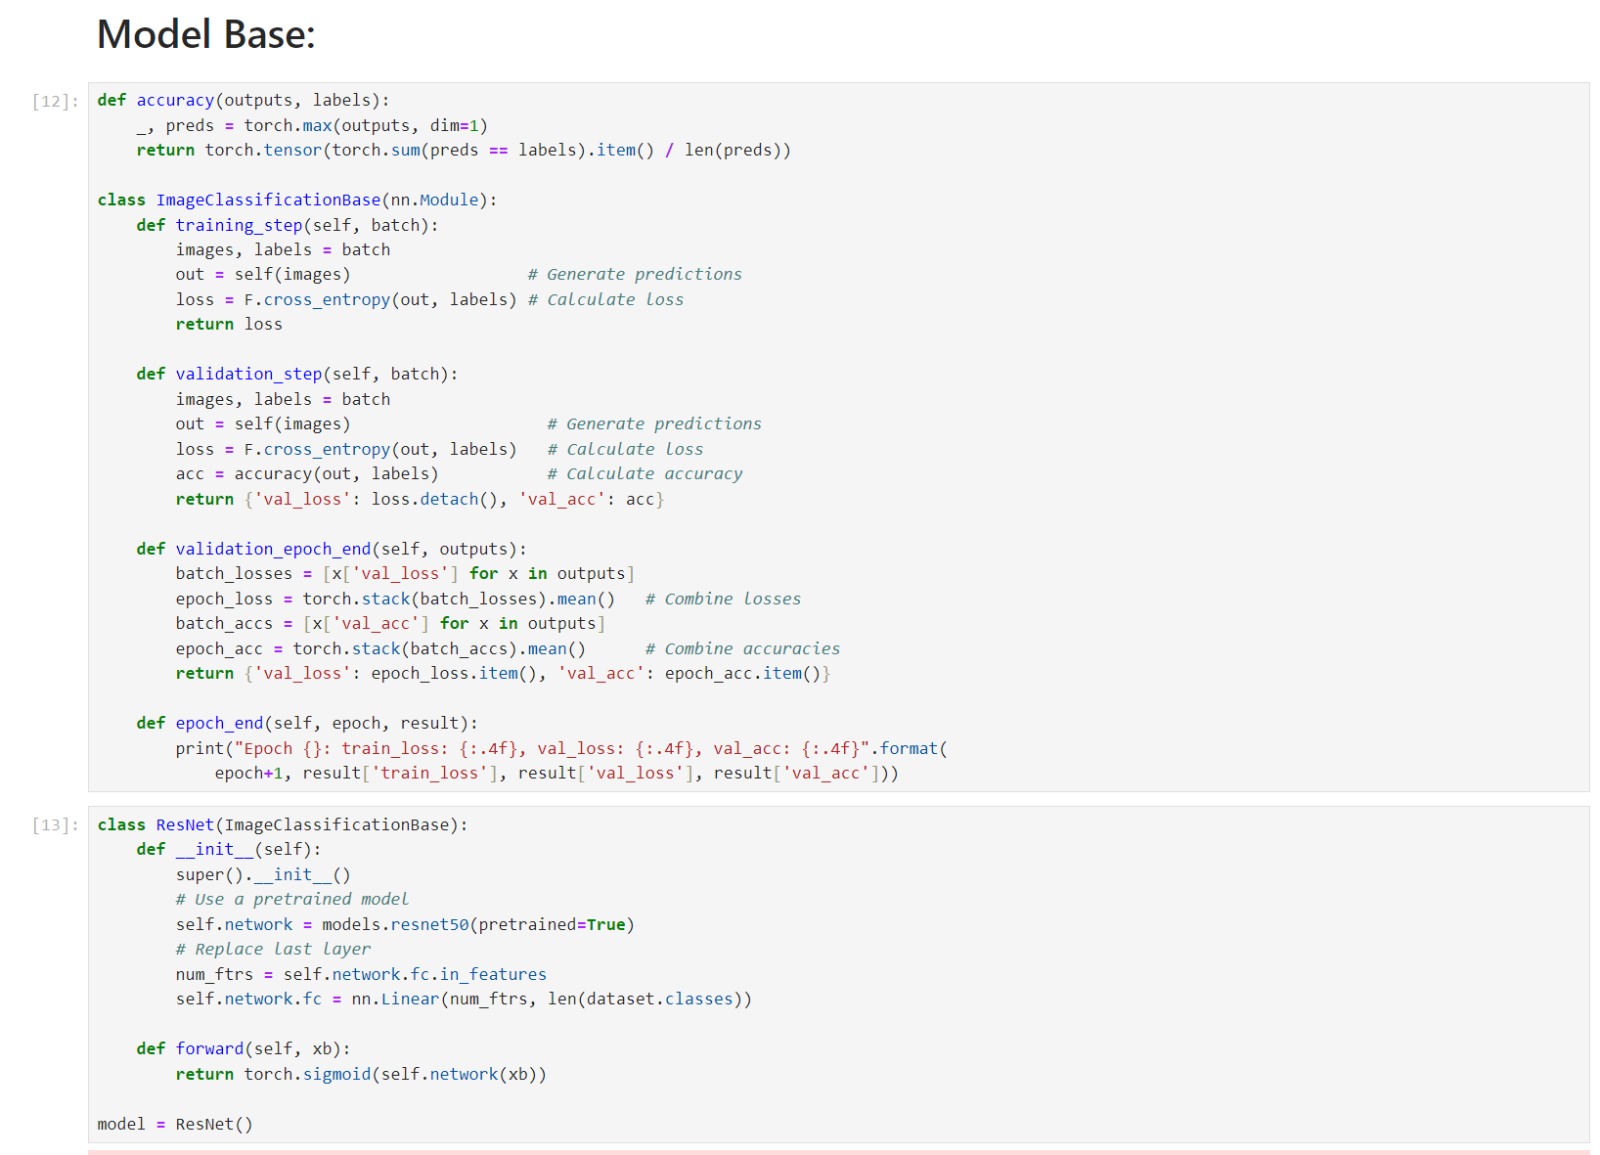 Model Base:
[12]:
def accuracy(outputs, labels):
    _, preds = torch.max(outputs, dim=1)
    return torch.tensor(torch.sum(preds == labels).item() / len(preds))

class ImageClassificationBase(nn.Module):
    def training_step(self, batch):
        images, labels = batch
        out = self(images)                  # Generate predictions
        loss = F.cross_entropy(out, labels) # Calculate loss
        return loss

    def validation_step(self, batch):
        images, labels = batch
        out = self(images)                    # Generate predictions
        loss = F.cross_entropy(out, labels)   # Calculate loss
        acc = accuracy(out, labels)           # Calculate accuracy
        return {'val_loss': loss.detach(), 'val_acc': acc}

    def validation_epoch_end(self, outputs):
        batch_losses = [x['val_loss'] for x in outputs]
        epoch_loss = torch.stack(batch_losses).mean()   # Combine losses
        batch_accs = [x['val_acc'] for x in outputs]
        epoch_acc = torch.stack(batch_accs).mean()      # Combine accuracies
        return {'val_loss': epoch_loss.item(), 'val_acc': epoch_acc.item()}

    def epoch_end(self, epoch, result):
        print("Epoch {}: train_loss: {:.4f}, val_loss: {:.4f}, val_acc: {:.4f}".format(
            epoch+1, result['train_loss'], result['val_loss'], result['val_acc']))
[13]:
class ResNet(ImageClassificationBase):
    def __init__(self):
        super().__init__()
        # Use a pretrained model
        self.network = models.resnet50(pretrained=True)
        # Replace last layer
        num_ftrs = self.network.fc.in_features
        self.network.fc = nn.Linear(num_ftrs, len(dataset.classes))

    def forward(self, xb):
        return torch.sigmoid(self.network(xb))

model = ResNet()